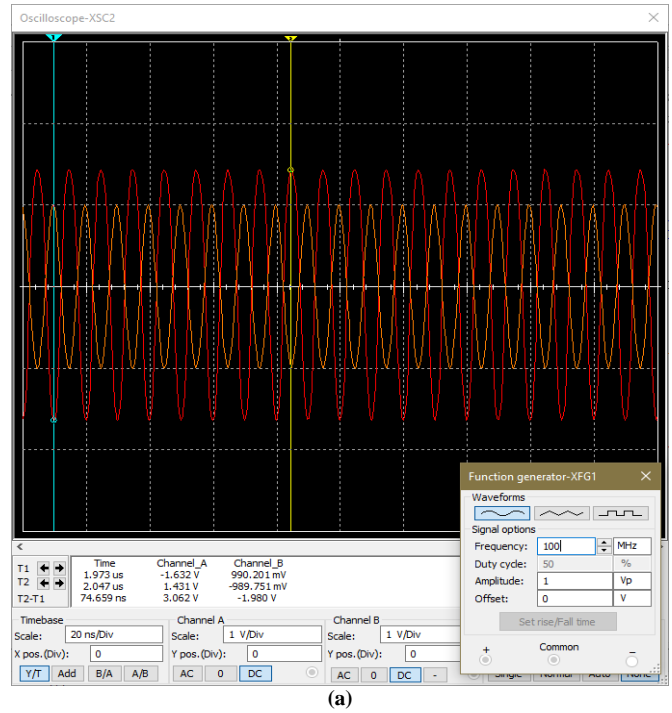 Oscilloscope-XSC2
1
2
Function generator-XFG1
Waveforms
Signal options
Frequency: 100 MHz
Duty cycle: 50 %
Amplitude: 1 Vp
Offset: 0 V
Set rise/Fall time
+ Common −
Time Channel_A Channel_B
T1 1.973 us -1.632 V 990.201 mV
T2 2.047 us 1.431 V -989.751 mV
T2-T1 74.659 ns 3.062 V -1.980 V
Timebase
Scale: 20 ns/Div
X pos.(Div): 0
Y/T Add B/A A/B
Channel A
Scale: 1 V/Div
Y pos.(Div): 0
AC 0 DC
Channel B
Scale: 1 V/Div
Y pos.(Div): 0
AC 0 DC -
Single Normal Auto None
(a)